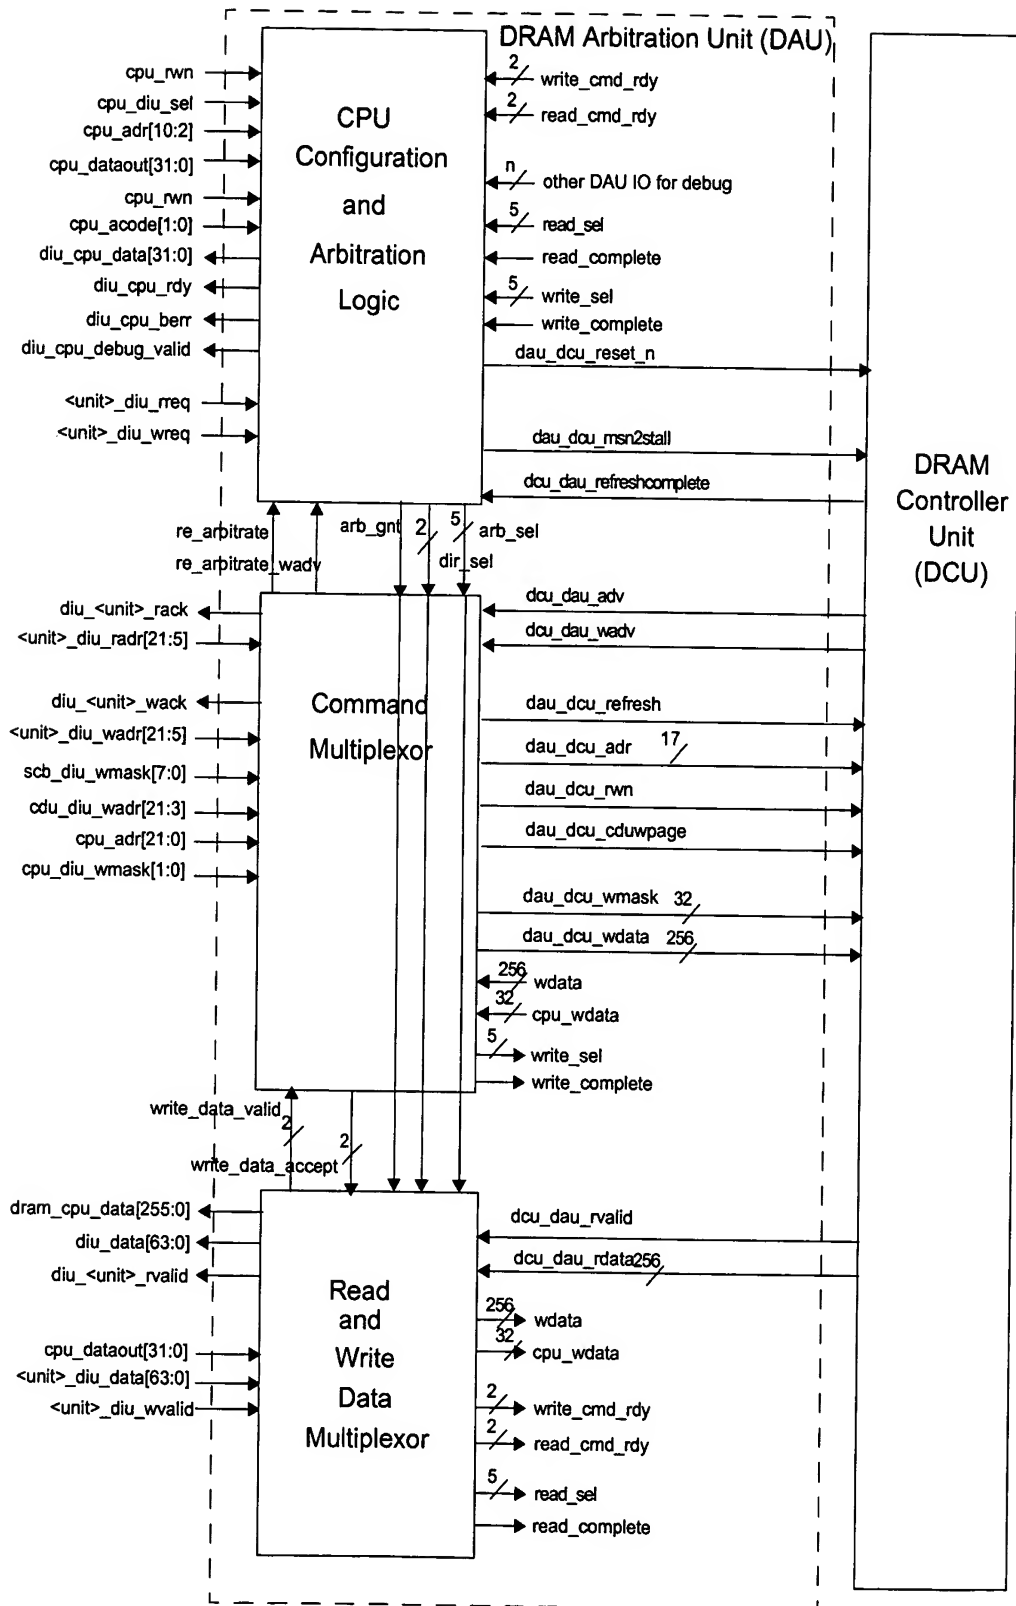 DRAM Arbitration Unit (DAU)
cpu_rwn
cpu_diu_sel
cpu_adr[10:2]
cpu_dataout[31:0]
cpu_rwn
cpu_acode[1:0]
diu_cpu_data[31:0]
diu_cpu_rdy
diu_cpu_berr
diu_cpu_debug_valid
<unit>_diu_rreq
<unit>_diu_wreq
CPU
Configuration
and
Arbitration
Logic
2
write_cmd_rdy
2
read_cmd_rdy
n
other DAU IO for debug
5
read_sel
read_complete
5
write_sel
write_complete
dau_dcu_reset_n
dau_dcu_msn2stall
dcu_dau_refreshcomplete
DRAM
Controller
Unit
(DCU)
re_arbitrate
re_arbitrate_wadv
arb_gnt
2
dir_sel
5
arb_sel
diu_<unit>_rack
<unit>_diu_radr[21:5]
diu_<unit>_wack
<unit>_diu_wadr[21:5]
scb_diu_wmask[7:0]
cdu_diu_wadr[21:3]
cpu_adr[21:0]
cpu_diu_wmask[1:0]
Command
Multiplexor
dcu_dau_adv
dcu_dau_wadv
dau_dcu_refresh
dau_dcu_adr
17
dau_dcu_rwn
dau_dcu_cduwpage
dau_dcu_wmask
32
dau_dcu_wdata
256
256
wdata
32
cpu_wdata
5
write_sel
write_complete
write_data_valid
2
write_data_accept
2
dram_cpu_data[255:0]
diu_data[63:0]
diu_<unit>_rvalid
cpu_dataout[31:0]
<unit>_diu_data[63:0]
<unit>_diu_wvalid
Read
and
Write
Data
Multiplexor
dcu_dau_rvalid
dcu_dau_rdata
256
256
wdata
32
cpu_wdata
2
write_cmd_rdy
2
read_cmd_rdy
5
read_sel
read_complete